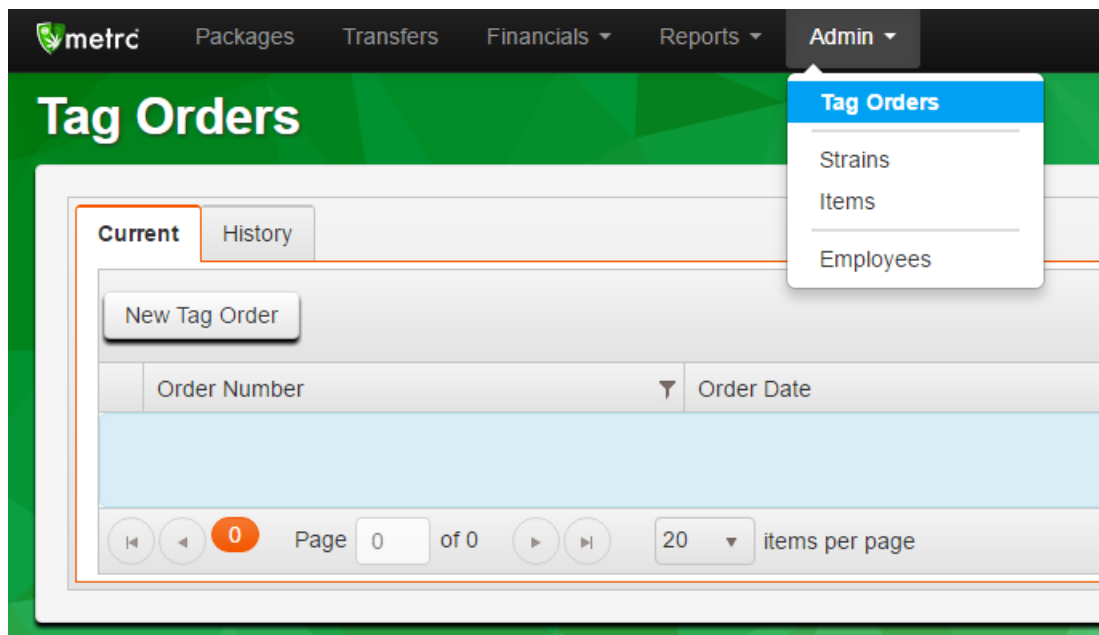 metrc Packages Transfers Financials Reports Admin
Tag Orders
Tag Orders
Strains
Items
Employees
Current History
New Tag Order
Order Number Order Date
0 Page 0 of 0 20 items per page